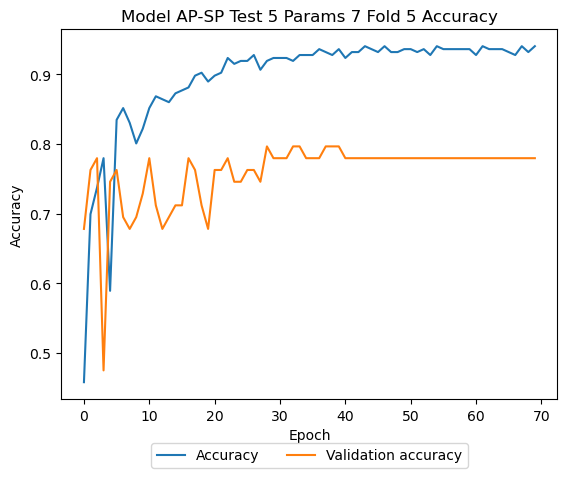 Model AP-SP Test 5 Params 7 Fold 5 Accuracy
Accuracy
0.9
0.8
0.7
0.6
0.5
0 10 20 30 40 50 60 70
Epoch
Accuracy Validation accuracy